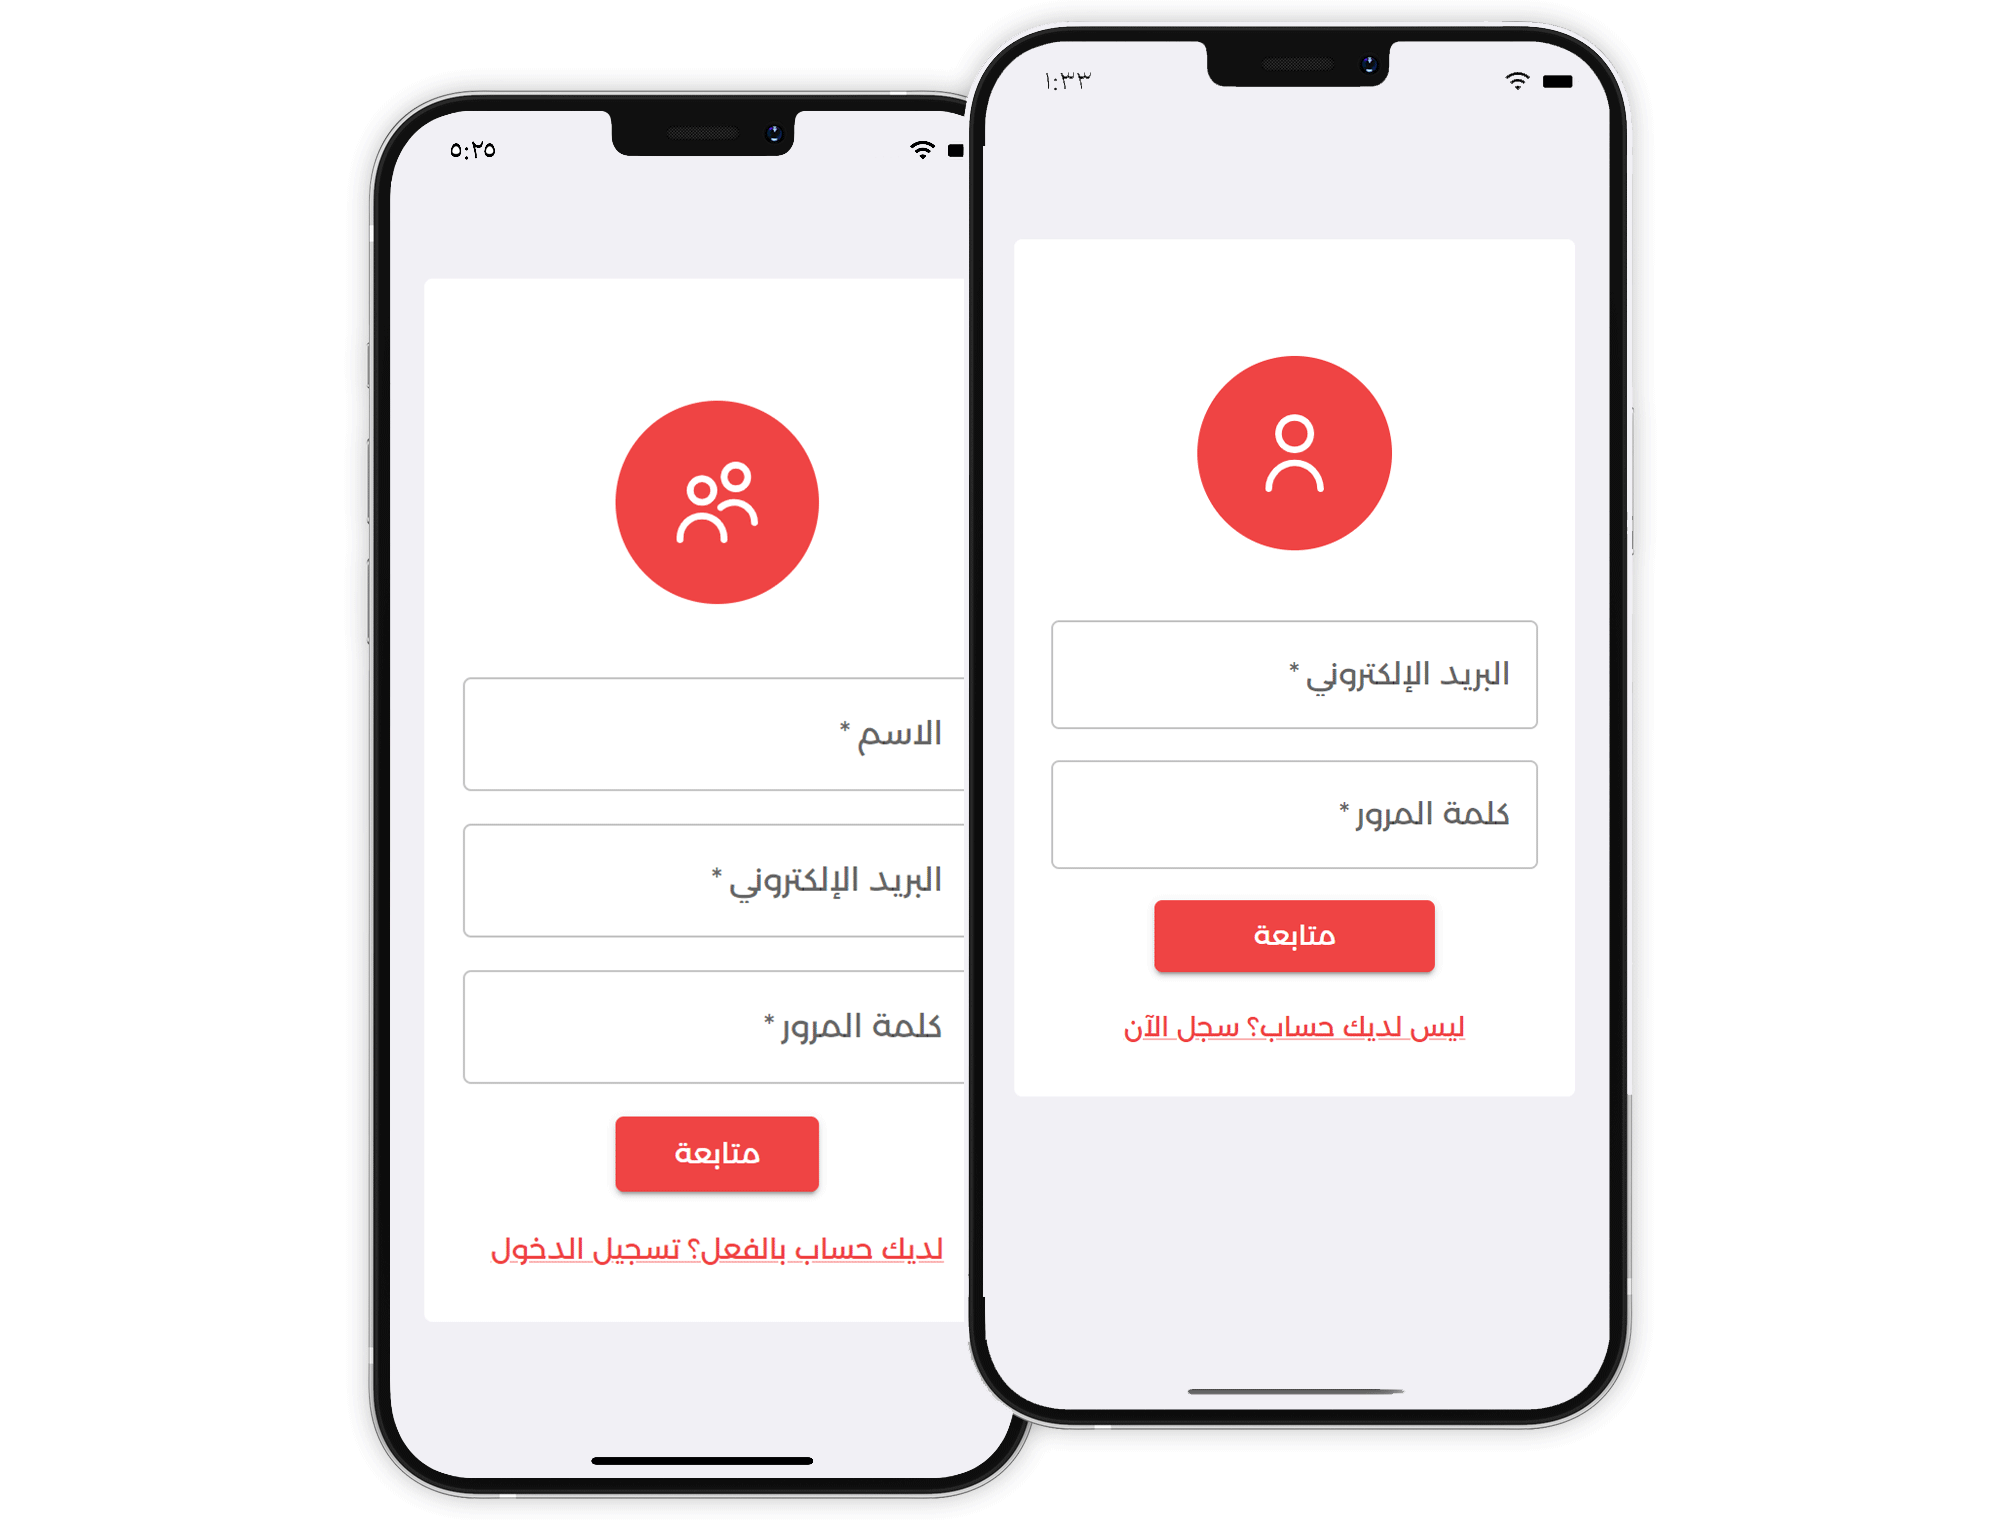 ٥:٢٥
الاسم *
البريد الإلكتروني *
كلمة المرور *
متابعة
لديك حساب بالفعل؟ تسجيل الدخول
١:٣٣
البريد الإلكتروني *
كلمة المرور *
متابعة
ليس لديك حساب؟ سجل الآن